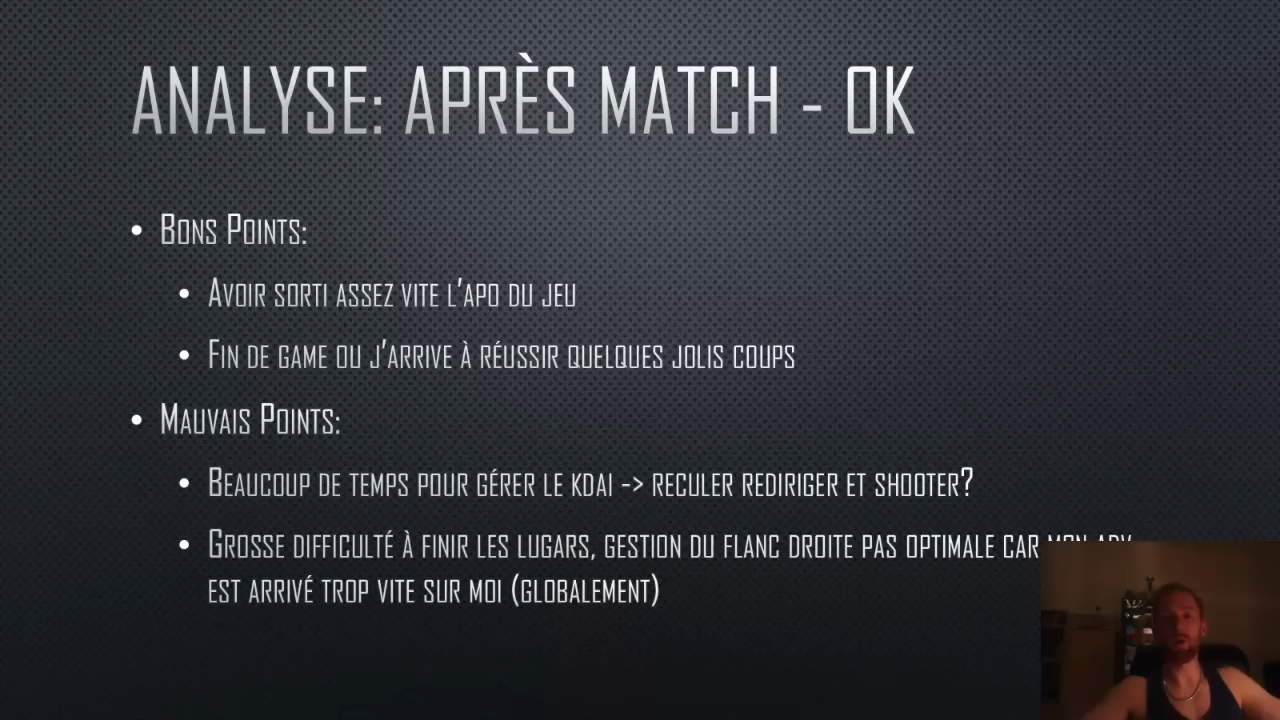 ANALYSE: APRÈS MATCH - OK
• BONS POINTS:
• AVOIR SORTI ASSEZ VITE L'APO DU JEU
• FIN DE GAME OU J'ARRIVE À RÉUSSIR QUELQUES JOLIS COUPS
• MAUVAIS POINTS:
• BEAUCOUP DE TEMPS POUR GÉRER LE KDAI -> RECULER REDIRIGER ET SHOOTER?
• GROSSE DIFFICULTÉ À FINIR LES LUGARS, GESTION DU FLANC DROITE PAS OPTIMALE CAR MON ADV
EST ARRIVÉ TROP VITE SUR MOI (GLOBALEMENT)